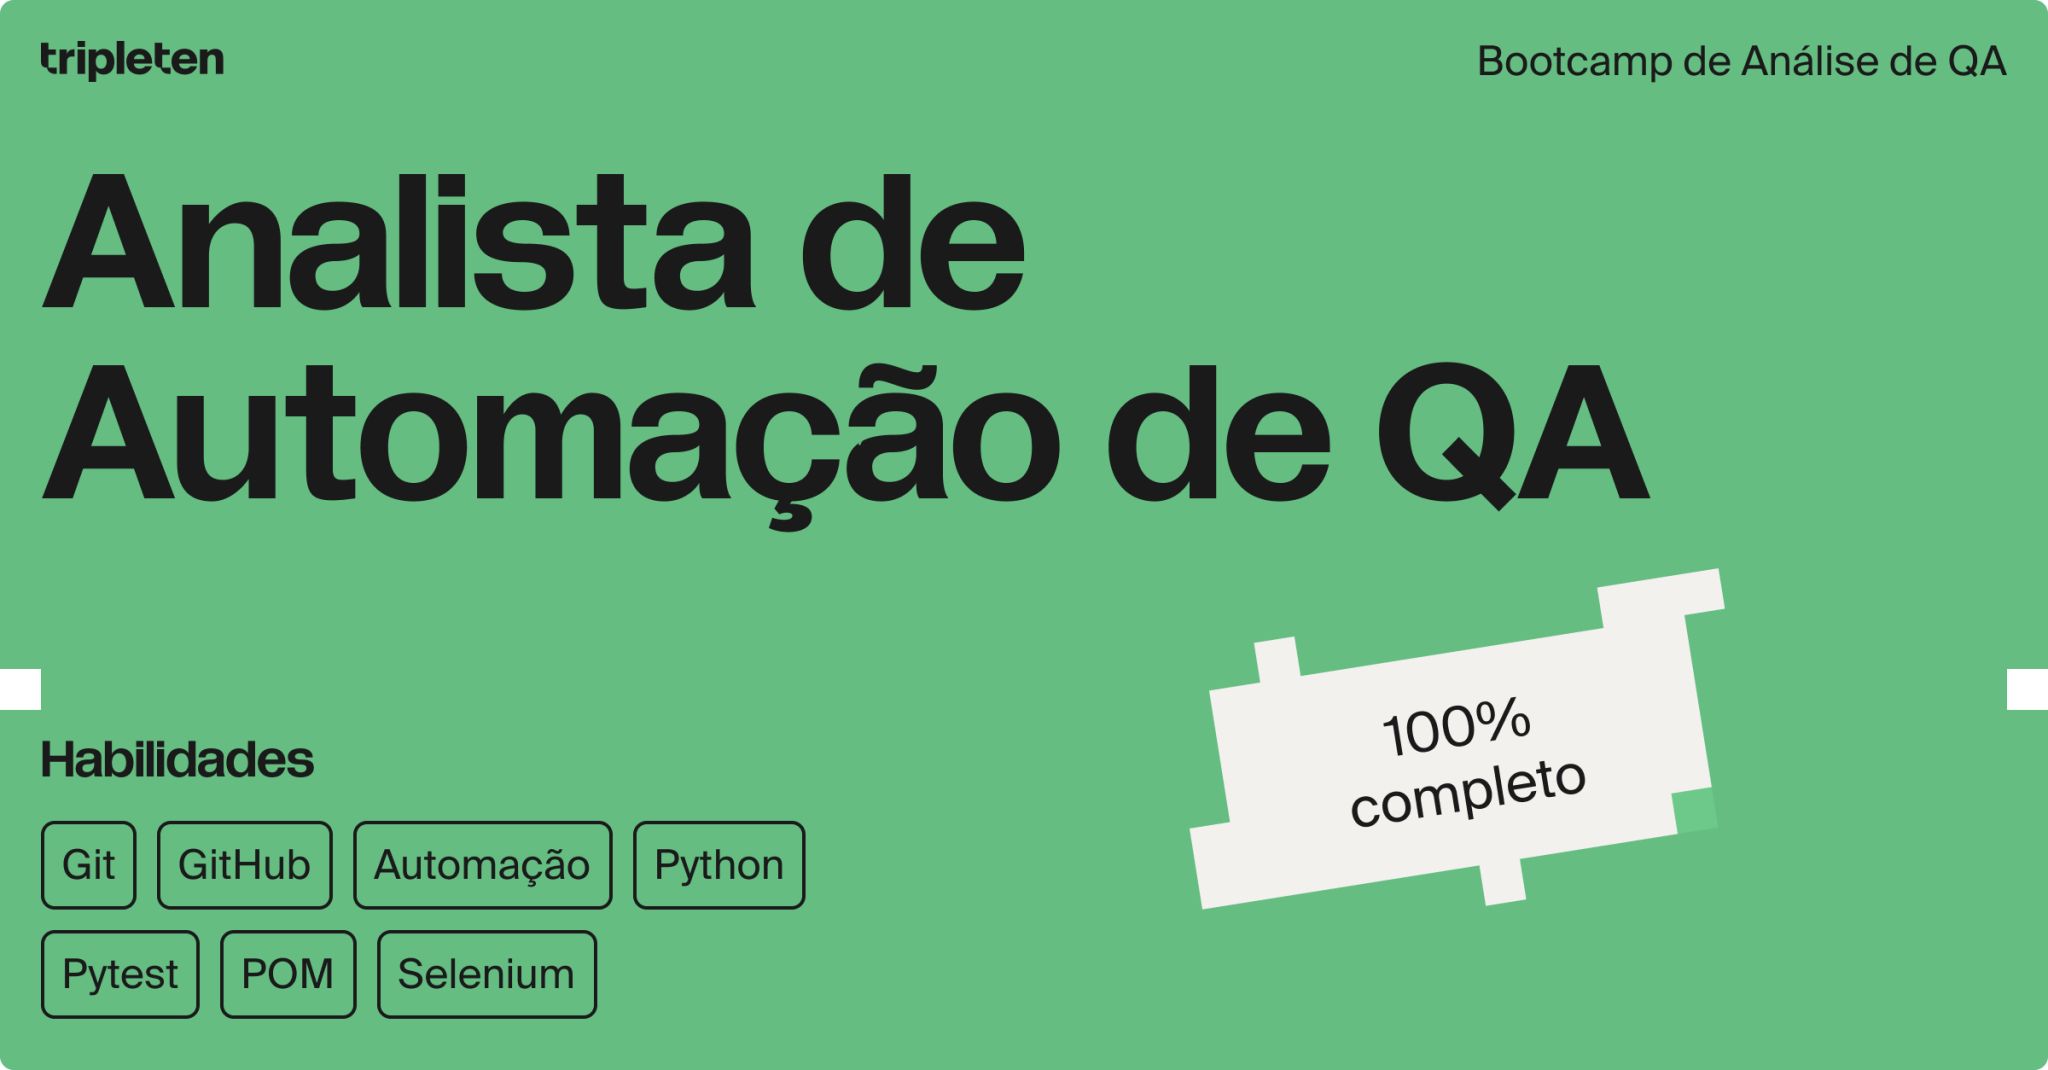 tripleten
Bootcamp de Análise de QA
Analista de
Automação de QA
100%
completo
Habilidades
Git
GitHub
Automação
Python
Pytest
POM
Selenium